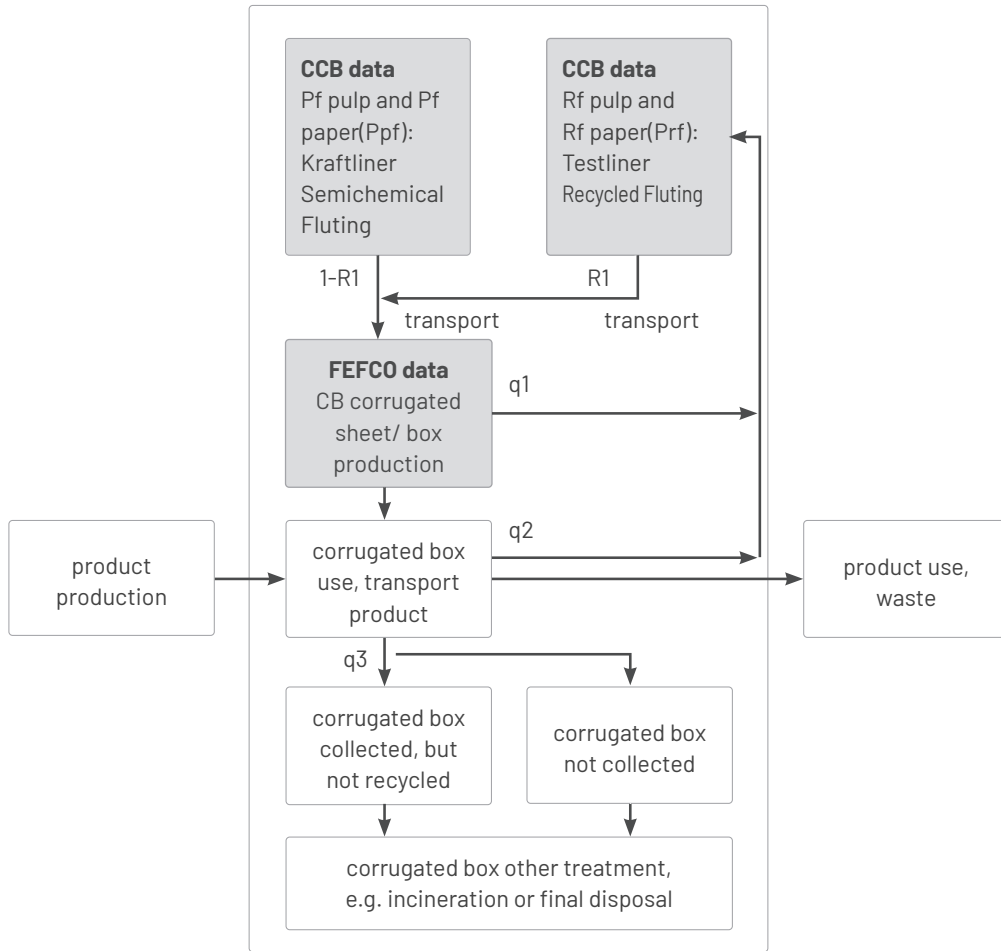 CCB data
Pf pulp and Pf
paper(Ppf):
Kraftliner
Semichemical
Fluting
CCB data
Rf pulp and
Rf paper(Prf):
Testliner
Recycled Fluting
1-R1
R1
transport
transport
FEFCO data
CB corrugated
sheet/ box
production
q1
product
production
corrugated box
use, transport
product
q2
product use,
waste
q3
corrugated box
collected, but
not recycled
corrugated box
not collected
corrugated box other treatment,
e.g. incineration or final disposal